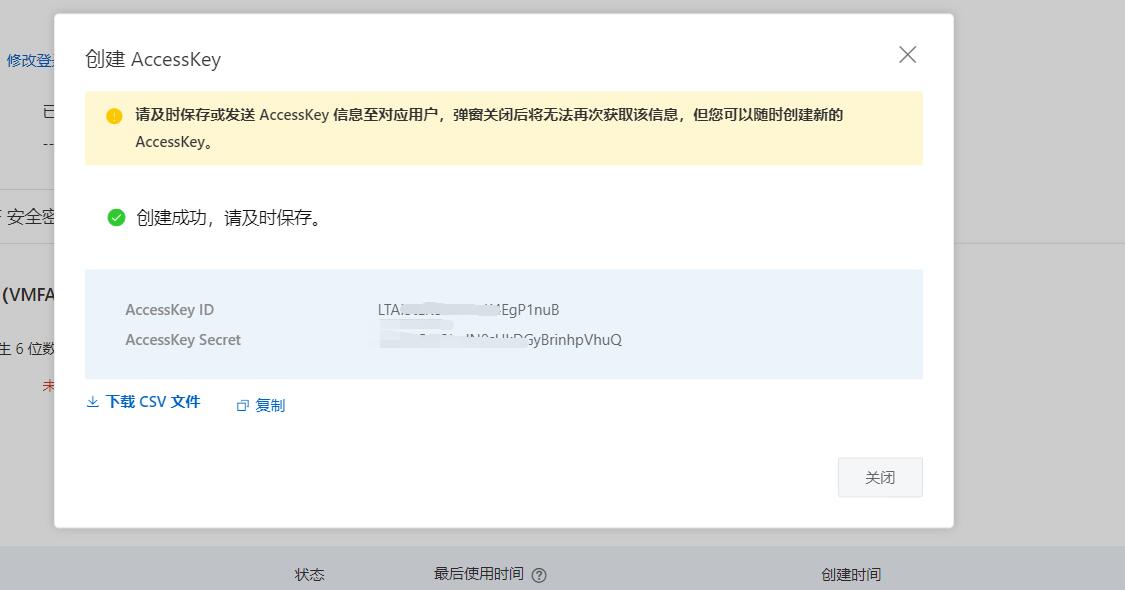 创建 AccessKey
修改登
已
请及时保存或发送 AccessKey 信息至对应用户，弹窗关闭后将无法再次获取该信息，但您可以随时创建新的
AccessKey。
--
安全密
创建成功，请及时保存。
(VMFA
AccessKey ID
LTA EgP1nuB
生 6 位数
AccessKey Secret
GyBrinhpVhuQ
未
下载 CSV 文件
复制
关闭
状态
最后使用时间
创建时间